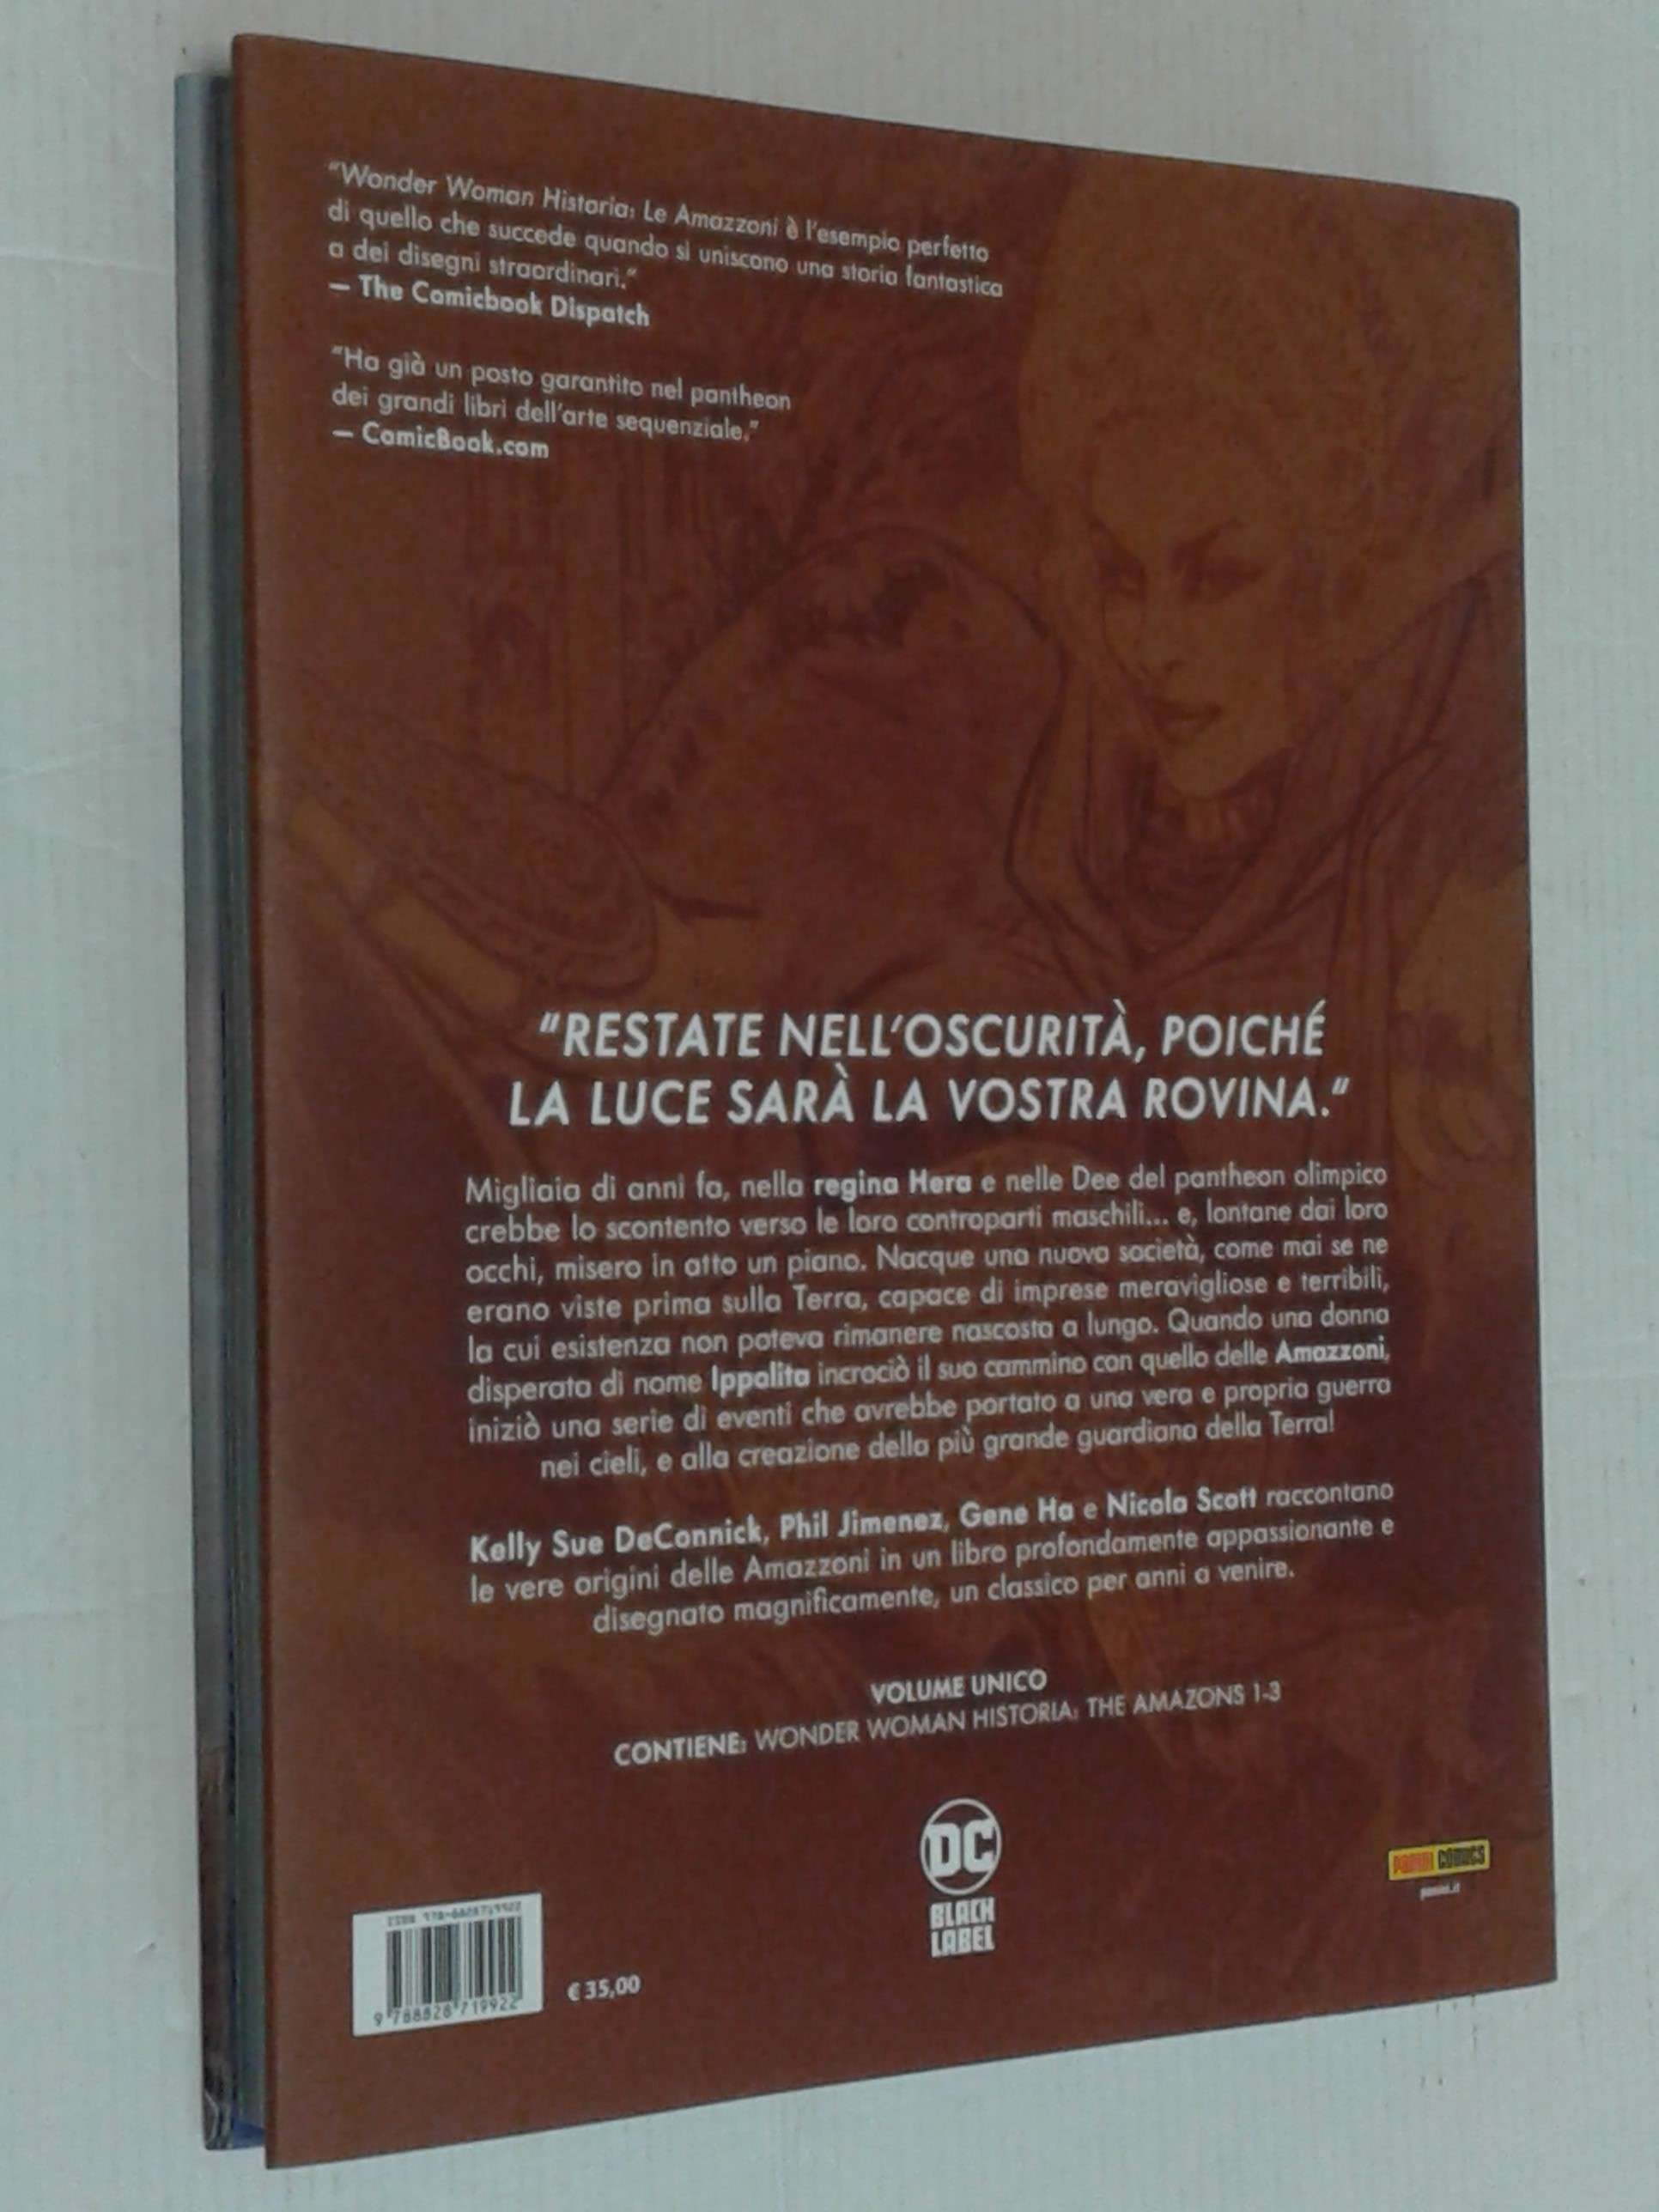 “Wonder Woman Historia: Le Amazzoni è l’esempio perfetto
di quello che succede quando si uniscono una storia fantastica
a dei disegni straordinari.”
— The Comicbook Dispatch
“Ha già un posto garantito nel pantheon
dei grandi libri dell’arte sequenziale.”
— ComicBook.com
“RESTATE NELL’OSCURITÀ, POICHÉ
LA LUCE SARÀ LA VOSTRA ROVINA.”
Migliaia di anni fa, nella regina Hera e nelle Dee del pantheon olimpico
crebbe lo scontento verso le loro controparti maschili... e, lontane dai loro
occhi, misero in atto un piano. Nacque una nuova società, come mai se ne
erano viste prima sulla Terra, capace di imprese meravigliose e terribili,
la cui esistenza non poteva rimanere nascosta a lungo. Quando una donna
disperata di nome Ippolita incrociò il suo cammino con quello delle Amazzoni,
iniziò una serie di eventi che avrebbe portato a una vera e propria guerra
nei cieli, e alla creazione della più grande guardiana della Terra!
Kelly Sue DeConnick, Phil Jimenez, Gene Ha e Nicola Scott raccontano
le vere origini delle Amazzoni in un libro profondamente appassionante e
disegnato magnificamente, un classico per anni a venire.
VOLUME UNICO
CONTIENE: WONDER WOMAN HISTORIA: THE AMAZONS 1-3
DC
BLACK
LABEL
PANINI COMICS
panini.it
ISBN 978-8828719922
9 788828 719922
€ 35,00